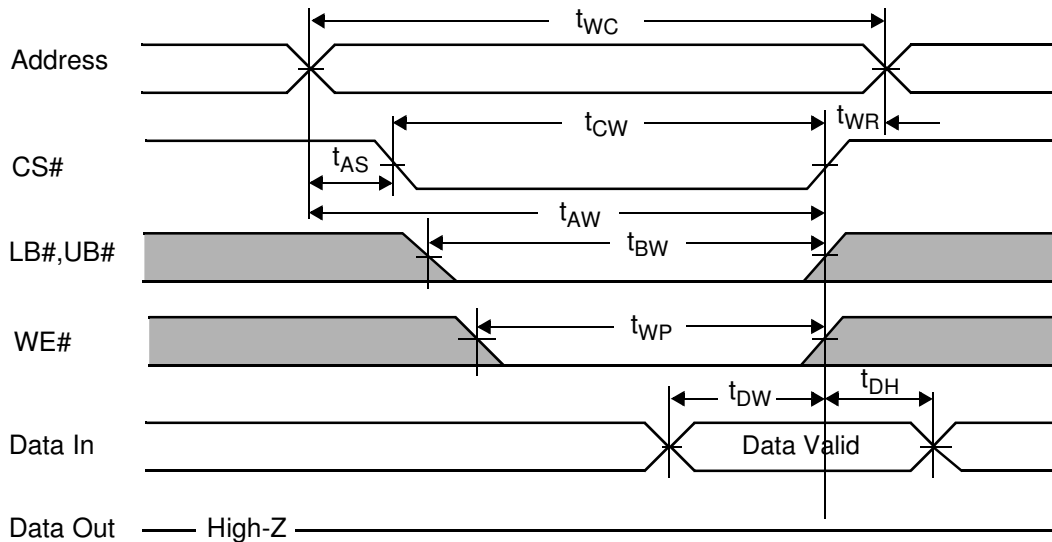 tWC
Address
tCW
tWR
CS#
tAS
tAW
LB#,UB#
tBW
WE#
tWP
tDW
tDH
Data In
Data Valid
Data Out
High-Z